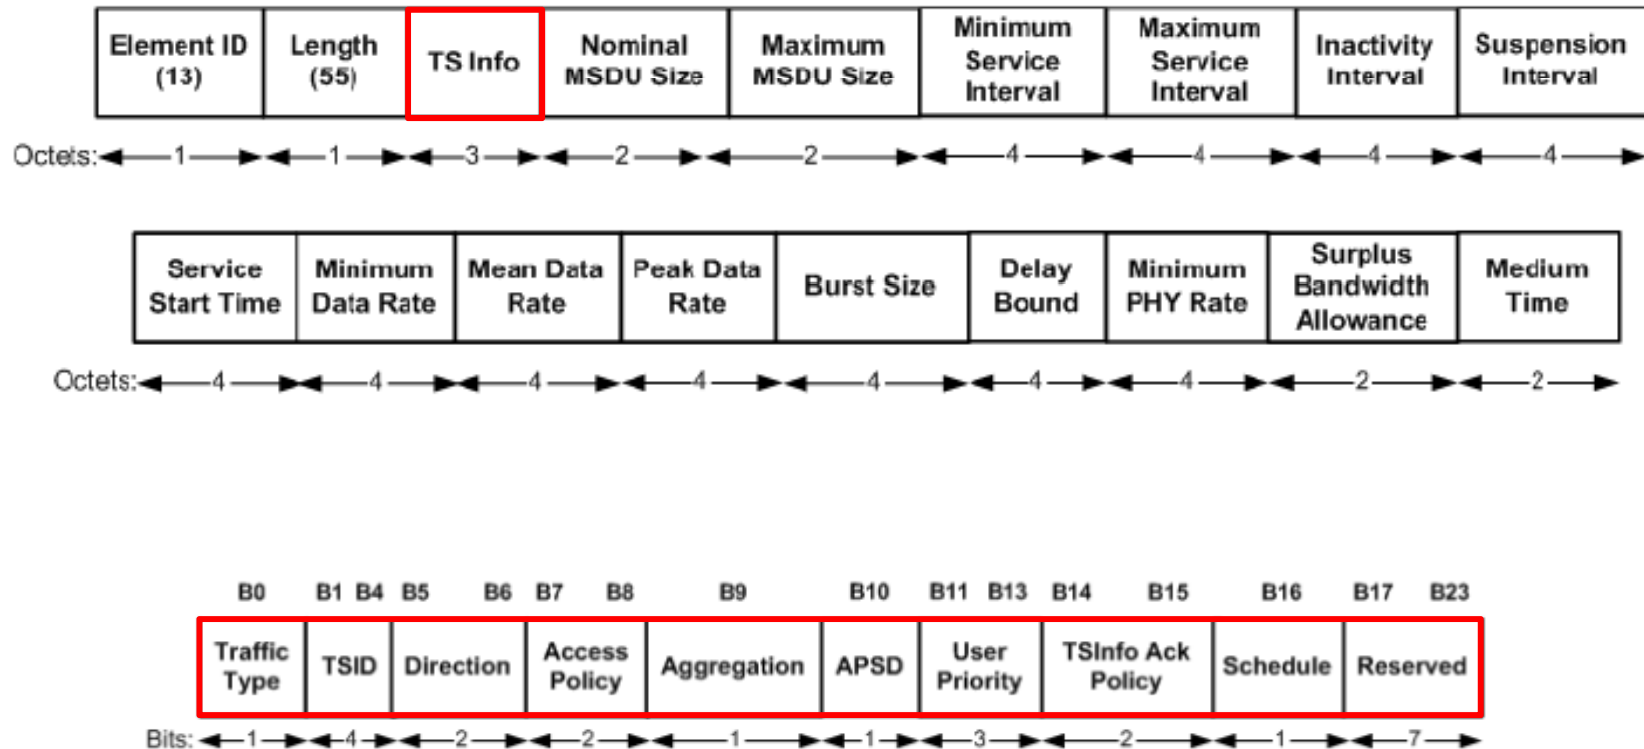 Element ID (13) Length (55) TS Info Nominal MSDU Size Maximum MSDU Size Minimum Service Interval Maximum Service Interval Inactivity Interval Suspension Interval
Octets: 1 1 3 2 2 4 4 4 4
Service Start Time Minimum Data Rate Mean Data Rate Peak Data Rate Burst Size Delay Bound Minimum PHY Rate Surplus Bandwidth Allowance Medium Time
Octets: 4 4 4 4 4 4 4 2 2
B0 B1 B4 B5 B6 B7 B8 B9 B10 B11 B13 B14 B15 B16 B17 B23
Traffic Type TSID Direction Access Policy Aggregation APSD User Priority TSInfo Ack Policy Schedule Reserved
Bits: 1 4 2 2 1 1 3 2 1 7